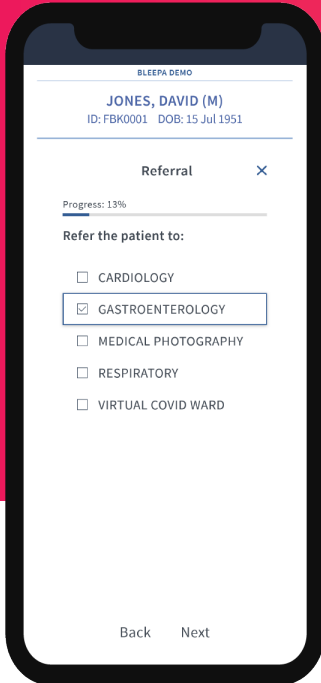 BLEEPA DEMO
JONES, DAVID (M)
ID: FBK0001 DOB: 15 Jul 1951
Referral ×
Progress: 13%
Refer the patient to:
CARDIOLOGY
GASTROENTEROLOGY
MEDICAL PHOTOGRAPHY
RESPIRATORY
VIRTUAL COVID WARD
Back Next